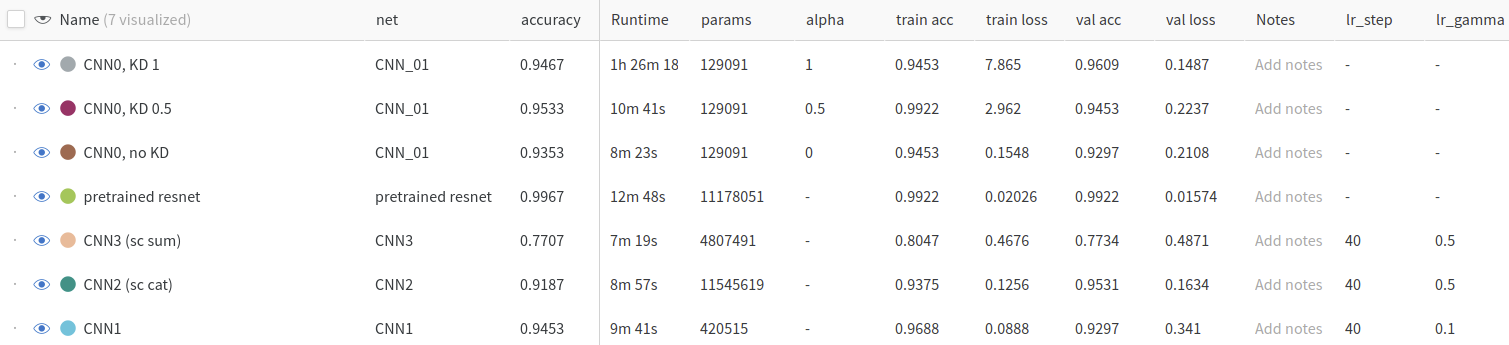 Name (7 visualized) net accuracy Runtime params alpha train acc train loss val acc val loss Notes lr_step lr_gamma
CNN0, KD 1 CNN_01 0.9467 1h 26m 18 129091 1 0.9453 7.865 0.9609 0.1487 Add notes - -
CNN0, KD 0.5 CNN_01 0.9533 10m 41s 129091 0.5 0.9922 2.962 0.9453 0.2237 Add notes - -
CNN0, no KD CNN_01 0.9353 8m 23s 129091 0 0.9453 0.1548 0.9297 0.2108 Add notes - -
pretrained resnet pretrained resnet 0.9967 12m 48s 11178051 - 0.9922 0.02026 0.9922 0.01574 Add notes - -
CNN3 (sc sum) CNN3 0.7707 7m 19s 4807491 - 0.8047 0.4676 0.7734 0.4871 Add notes 40 0.5
CNN2 (sc cat) CNN2 0.9187 8m 57s 11545619 - 0.9375 0.1256 0.9531 0.1634 Add notes 40 0.5
CNN1 CNN1 0.9453 9m 41s 420515 - 0.9688 0.0888 0.9297 0.341 Add notes 40 0.1